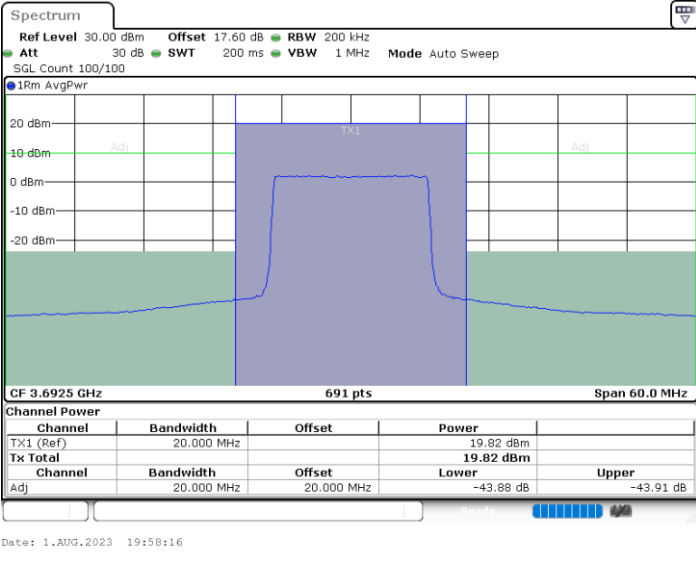 Spectrum
Ref Level 30.00 dBm Offset 17.60 dB RBW 200 kHz
Att 30 dB SWT 200 ms VBW 1 MHz Mode Auto Sweep
SGL Count 100/100
1Rm AvgPwr
TX1
20 dBm
Adj Adj
10 dBm
0 dBm
-10 dBm
-20 dBm
CF 3.6925 GHz 691 pts Span 60.0 MHz
Channel Power
Channel Bandwidth Offset Power
TX1 (Ref) 20.000 MHz 19.82 dBm
Tx Total 19.82 dBm
Channel Bandwidth Offset Lower Upper
Adj 20.000 MHz 20.000 MHz -43.88 dB -43.91 dB
Ready
Date: 1.AUG.2023 19:58:16